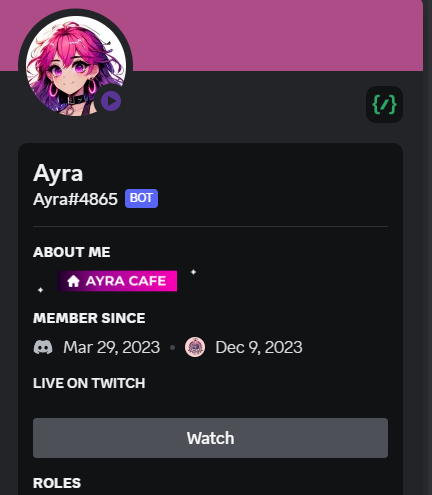 Ayra
Ayra#4865 BOT
ABOUT ME
AYRA CAFE
MEMBER SINCE
Mar 29, 2023 • Dec 9, 2023
LIVE ON TWITCH
Watch
ROLES